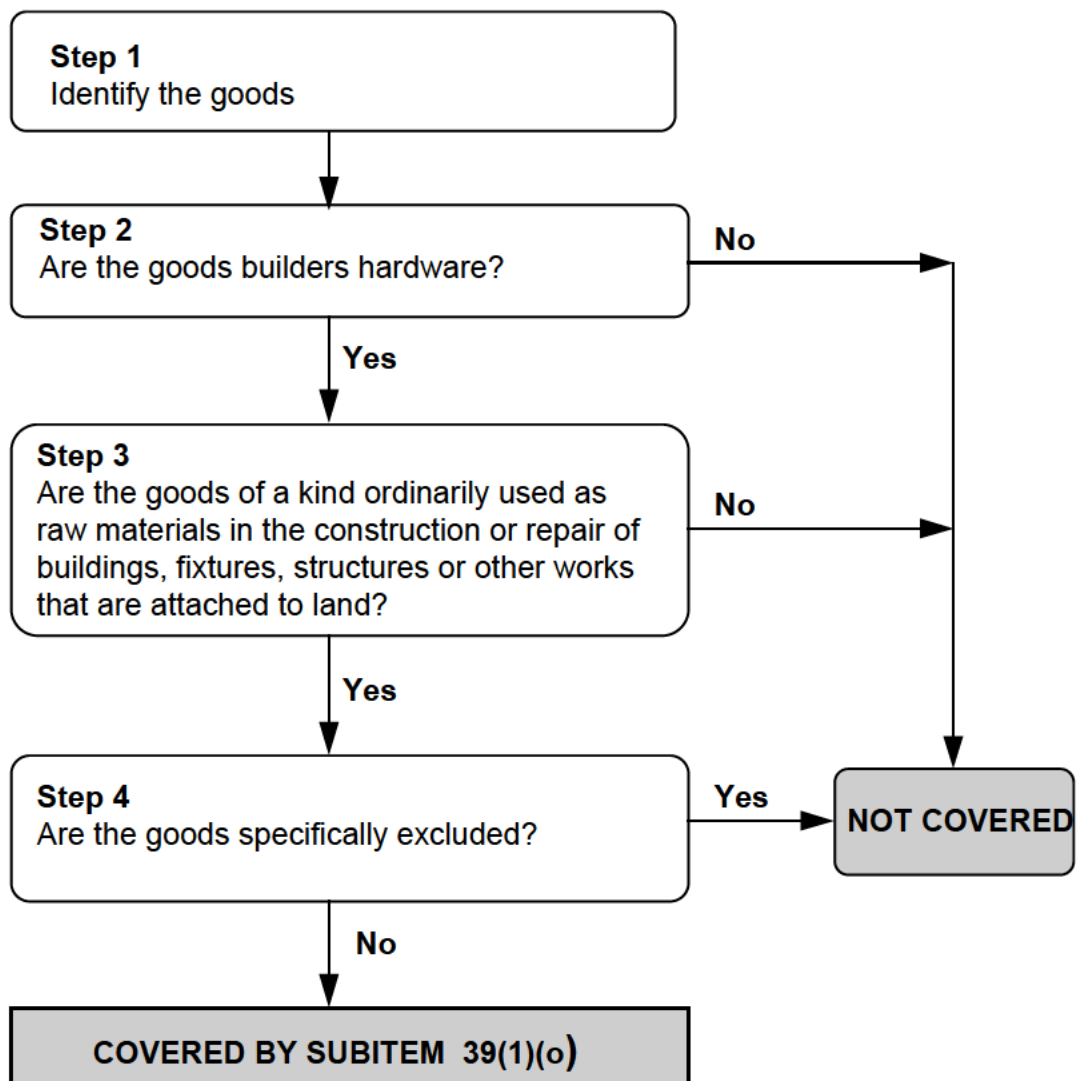 Step 1
Identify the goods
Step 2
Are the goods builders hardware?
No
Yes
Step 3
Are the goods of a kind ordinarily used as
raw materials in the construction or repair of
buildings, fixtures, structures or other works
that are attached to land?
No
Yes
Step 4
Are the goods specifically excluded?
Yes
NOT COVERED
No
COVERED BY SUBITEM 39(1)(o)